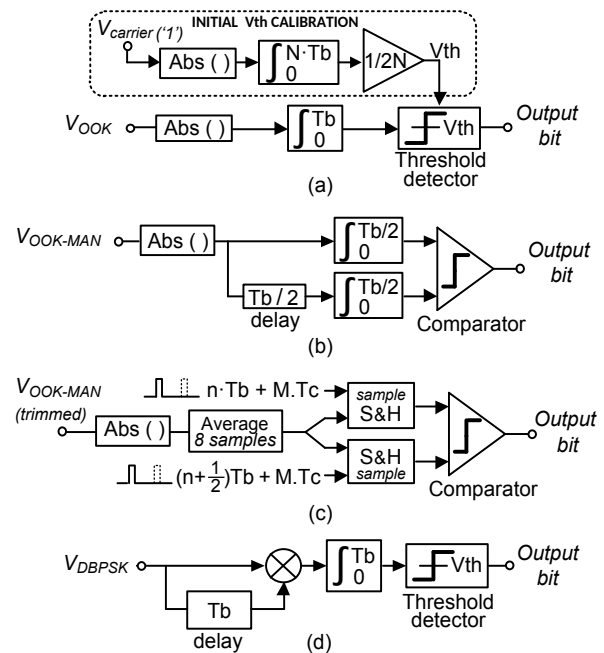 INITIAL Vth CALIBRATION
Vcarrier ('1')
Abs ( )
∫ N·Tb 0
1/2N
Vth
VOOK
Abs ( )
∫ Tb 0
Vth
Output bit
Threshold detector
(a)
VOOK-MAN
Abs ( )
∫ Tb/2 0
Tb / 2
delay
∫ Tb/2 0
Comparator
Output bit
(b)
VOOK-MAN (trimmed)
n·Tb + M.Tc
sample S&H
Abs ( )
Average 8 samples
S&H sample
(n+1/2)Tb + M.Tc
Comparator
Output bit
(c)
VDBPSK
Tb
delay
∫ Tb 0
Vth
Threshold detector
Output bit
(d)